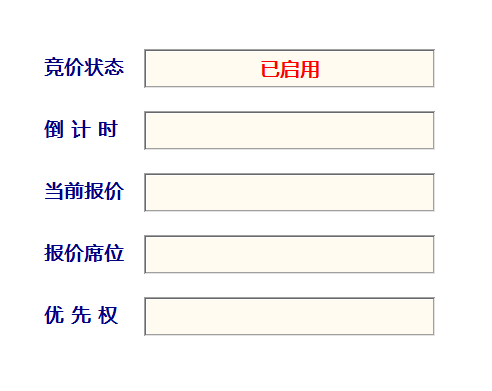 竞价状态 已启用
倒 计 时
当前报价
报价席位
优 先 权